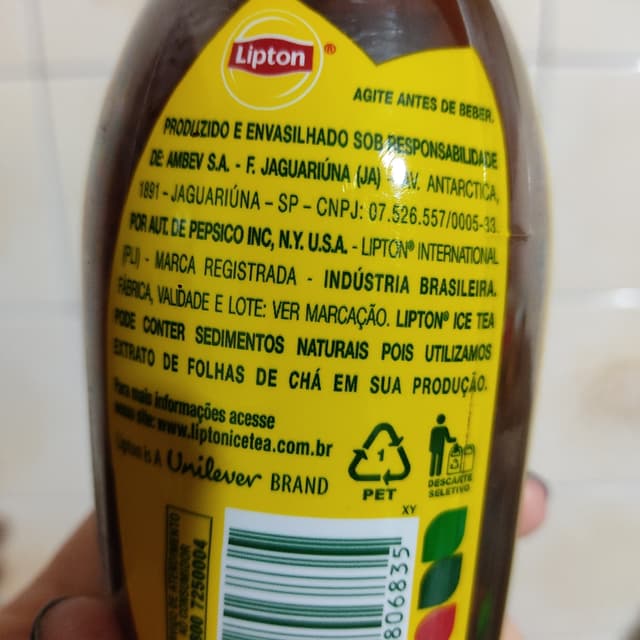 Lipton®
AGITE ANTES DE BEBER.
PRODUZIDO E ENVASILHADO SOB RESPONSABILIDADE
DE: AMBEV S.A. - F. JAGUARIÚNA (JA) - AV. ANTARCTICA,
1891 - JAGUARIÚNA – SP – CNPJ: 07.526.557/0005-33.
POR AUT. DE PEPSICO INC, N.Y. U.S.A. - LIPTON® INTERNATIONAL
(PLI) - MARCA REGISTRADA - INDÚSTRIA BRASILEIRA.
FÁBRICA, VALIDADE E LOTE: VER MARCAÇÃO. LIPTON® ICE TEA
PODE CONTER SEDIMENTOS NATURAIS POIS UTILIZAMOS
EXTRATO DE FOLHAS DE CHÁ EM SUA PRODUÇÃO.
Para mais informações acesse
nosso site: www.liptonicetea.com.br
Lipton is A Unilever BRAND
1
PET
DESCARTE
SELETIVO
XY
DE ATENDIMENTO
7250004
806835